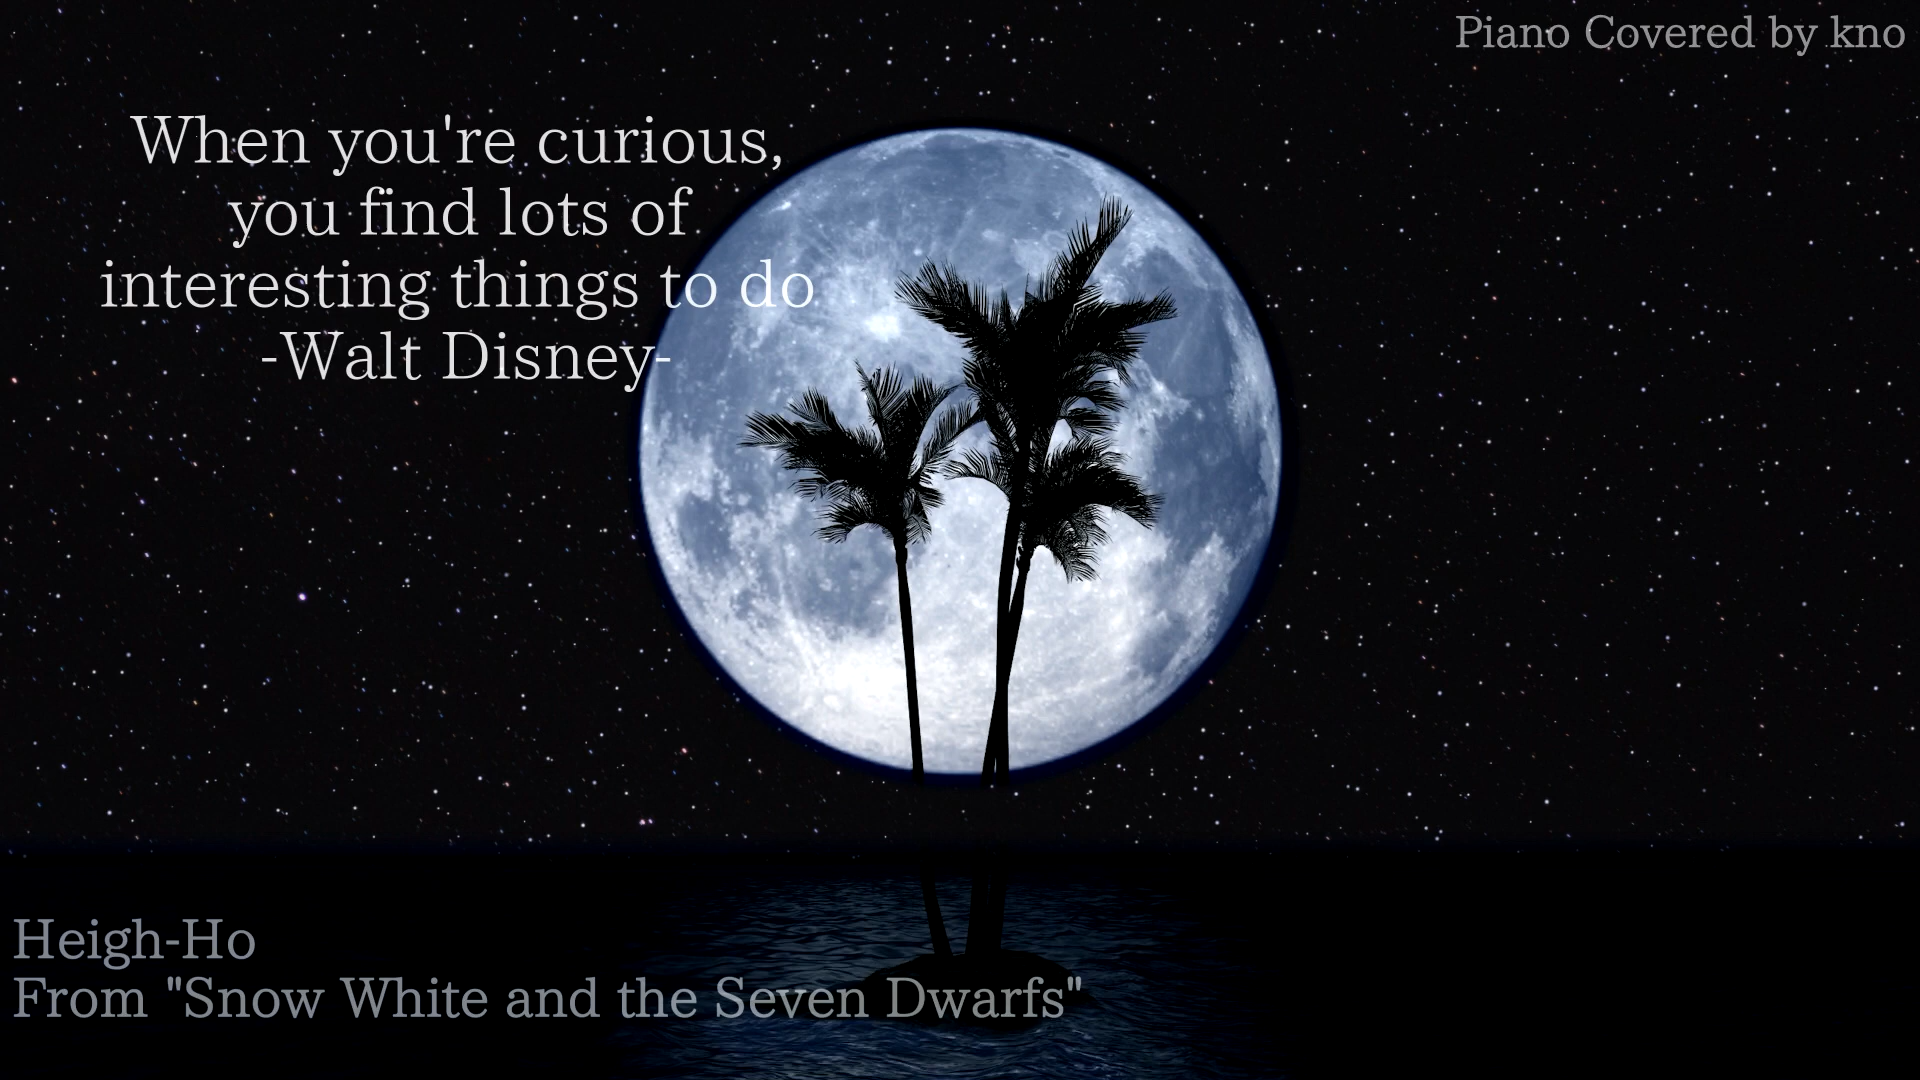 Piano Covered by kno
When you're curious,
you find lots of
interesting things to do
-Walt Disney-
Heigh-Ho
From "Snow White and the Seven Dwarfs"